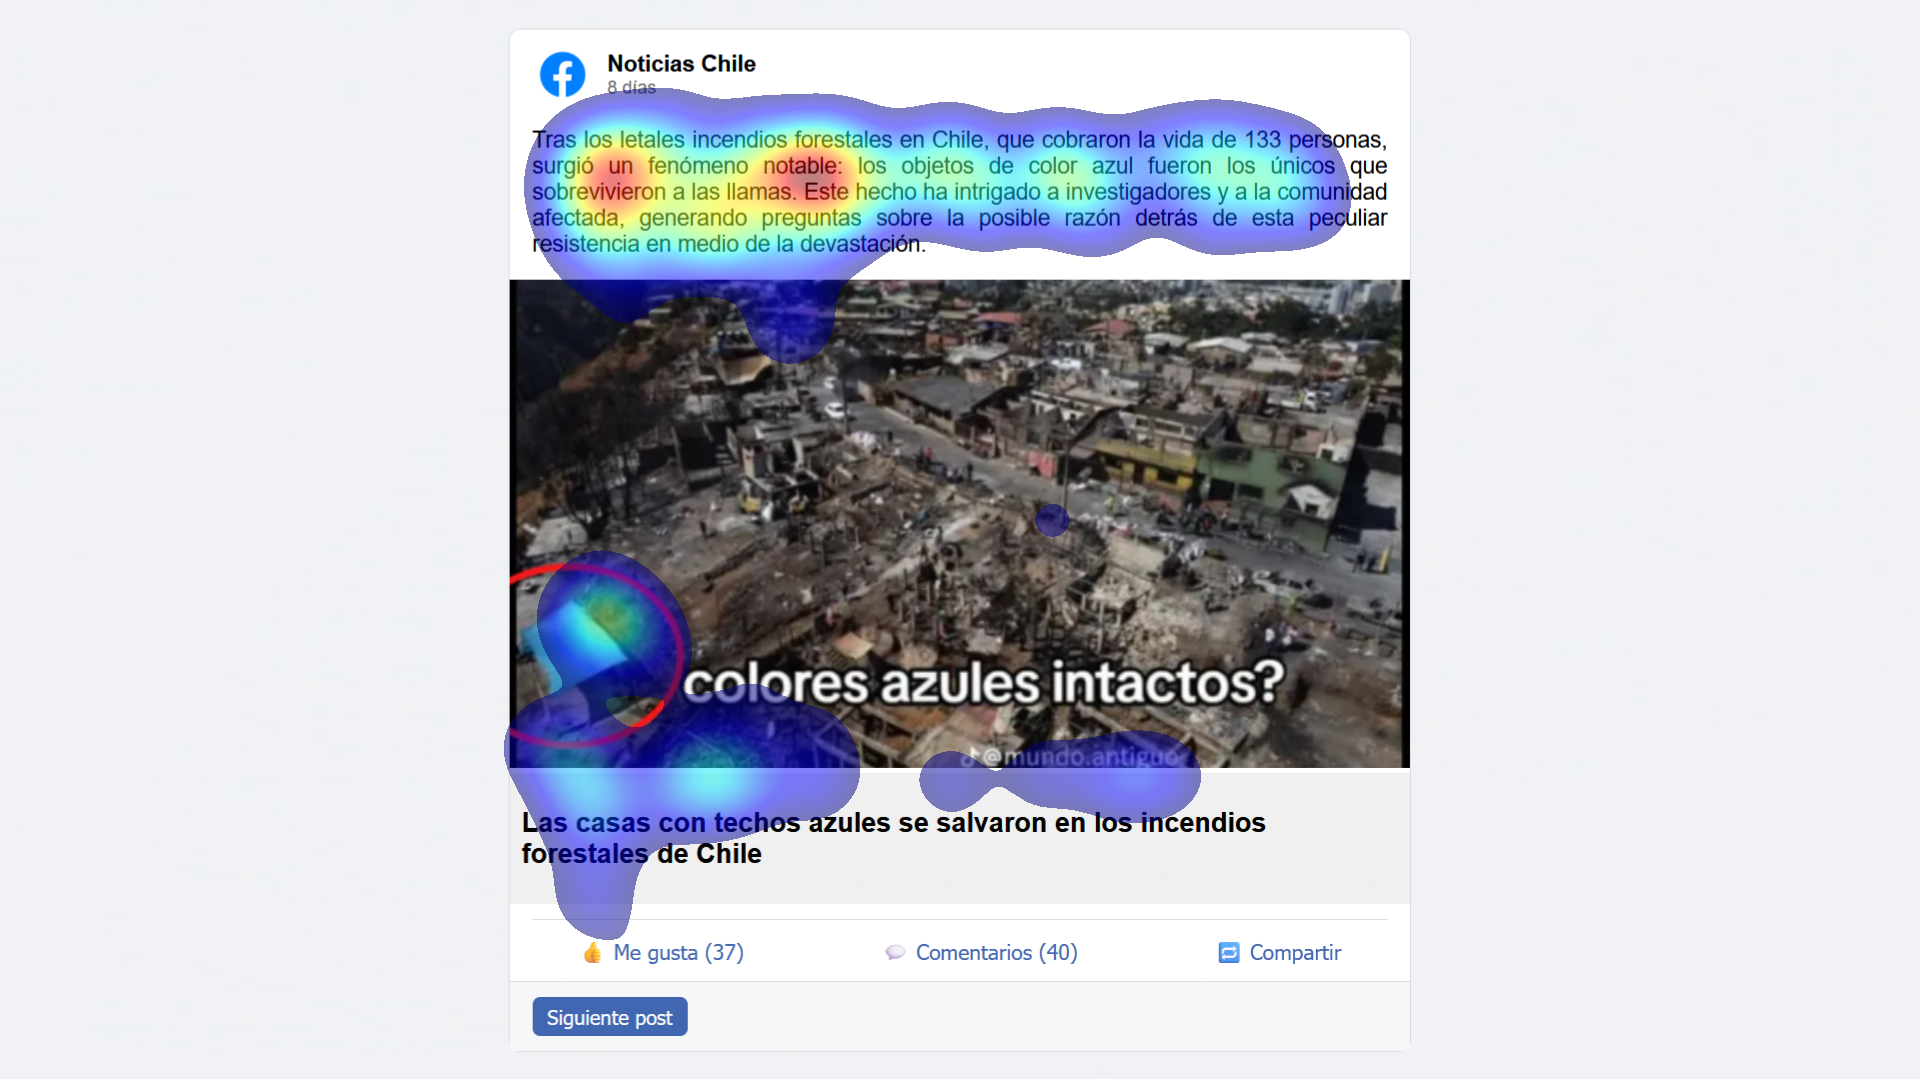 Noticias Chile
8 días
Tras los letales incendios forestales en Chile, que cobraron la vida de 133 personas,
surgió un fenómeno notable: los objetos de color azul fueron los únicos que
sobrevivieron a las llamas. Este hecho ha intrigado a investigadores y a la comunidad
afectada, generando preguntas sobre la posible razón detrás de esta peculiar
resistencia en medio de la devastación.
colores azules intactos?
@mundo.antiguo
Las casas con techos azules se salvaron en los incendios
forestales de Chile
Me gusta (37) Comentarios (40) Compartir
Siguiente post